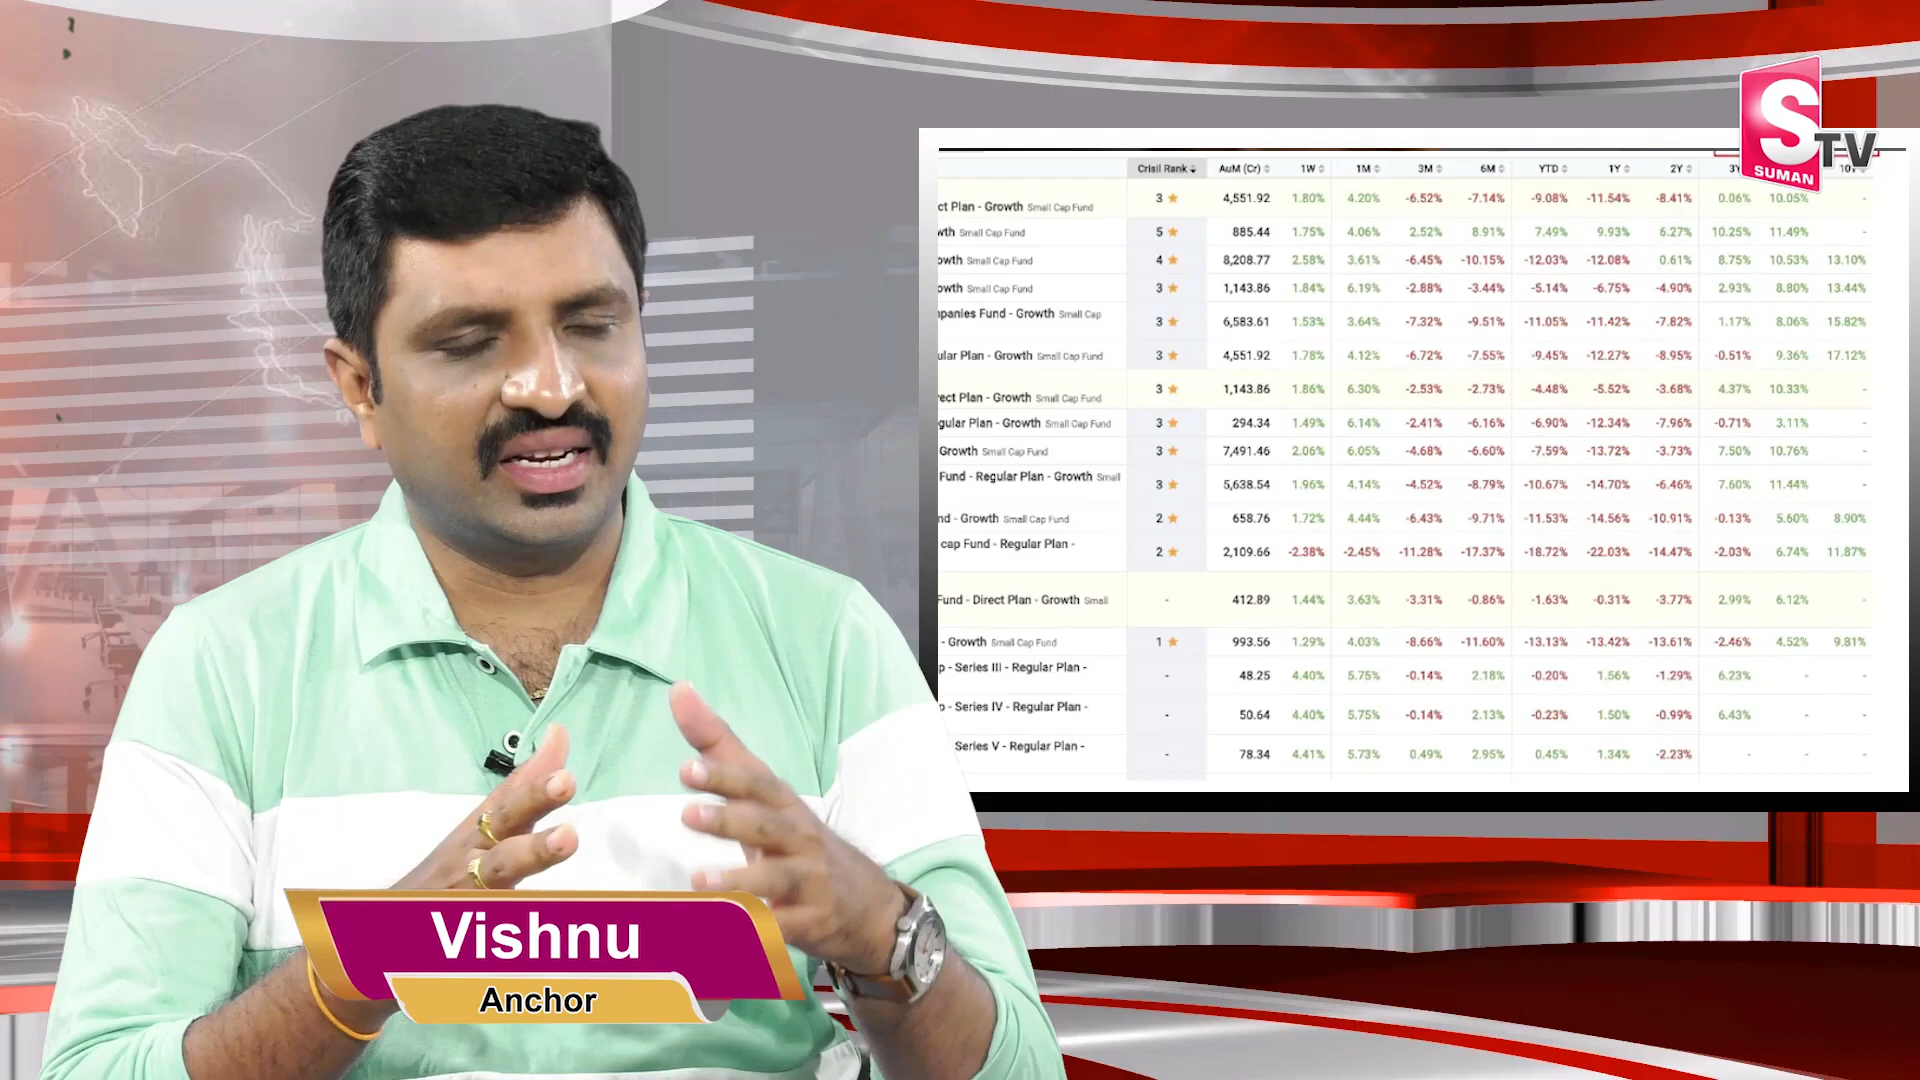 S
TV
SUMAN
Crisil Rank AuM (Cr) 1W 1M 3M 6M YTD 1Y 2Y 3Y 10Y
ct Plan - Growth Small Cap Fund 3 4,551.92 1.80% 4.20% -6.52% -7.14% -9.08% -11.54% -8.41% 0.06% 10.05% -
wth Small Cap Fund 5 885.44 1.75% 4.06% 2.52% 8.91% 7.49% 9.93% 6.27% 10.25% 11.49% -
owth Small Cap Fund 4 8,208.77 2.58% 3.61% -6.45% -10.15% -12.03% -12.08% 0.61% 8.75% 10.53% 13.10%
owth Small Cap Fund 3 1,143.86 1.84% 6.19% -2.88% -3.44% -5.14% -6.75% -4.90% 2.93% 8.80% 13.44%
npanies Fund - Growth Small Cap 3 6,583.61 1.53% 3.64% -7.32% -9.51% -11.05% -11.42% -7.82% 1.17% 8.06% 15.82%
ular Plan - Growth Small Cap Fund 3 4,551.92 1.78% 4.12% -6.72% -7.55% -9.45% -12.27% -8.95% -0.51% 9.36% 17.12%
rect Plan - Growth Small Cap Fund 3 1,143.86 1.86% 6.30% -2.53% -2.73% -4.48% -5.52% -3.68% 4.37% 10.33% -
gular Plan - Growth Small Cap Fund 3 294.34 1.49% 6.14% -2.41% -6.16% -6.90% -12.34% -7.96% -0.71% 3.11% -
Growth Small Cap Fund 3 7,491.46 2.06% 6.05% -4.68% -6.60% -7.59% -13.72% -3.73% 7.50% 10.76% -
Fund - Regular Plan - Growth Small 3 5,638.54 1.96% 4.14% -4.52% -8.79% -10.67% -14.70% -6.46% 7.60% 11.44% -
nd - Growth Small Cap Fund 2 658.76 1.72% 4.44% -6.43% -9.71% -11.53% -14.56% -10.91% -0.13% 5.60% 8.90%
cap Fund - Regular Plan - 2 2,109.66 -2.38% -2.45% -11.28% -17.37% -18.72% -22.03% -14.47% -2.03% 6.74% 11.87%
Fund - Direct Plan - Growth Small - 412.89 1.44% 3.63% -3.31% -0.86% -1.63% -0.31% -3.77% 2.99% 6.12% -
- Growth Small Cap Fund 1 993.56 1.29% 4.03% -8.66% -11.60% -13.13% -13.42% -13.61% -2.46% 4.52% 9.81%
p - Series III - Regular Plan - - 48.25 4.40% 5.75% -0.14% 2.18% -0.20% 1.56% -1.29% 6.23% - -
p - Series IV - Regular Plan - - 50.64 4.40% 5.75% -0.14% 2.13% -0.23% 1.50% -0.99% 6.43% - -
Series V - Regular Plan - - 78.34 4.41% 5.73% 0.49% 2.95% 0.45% 1.34% -2.23% - - -
Vishnu
Anchor